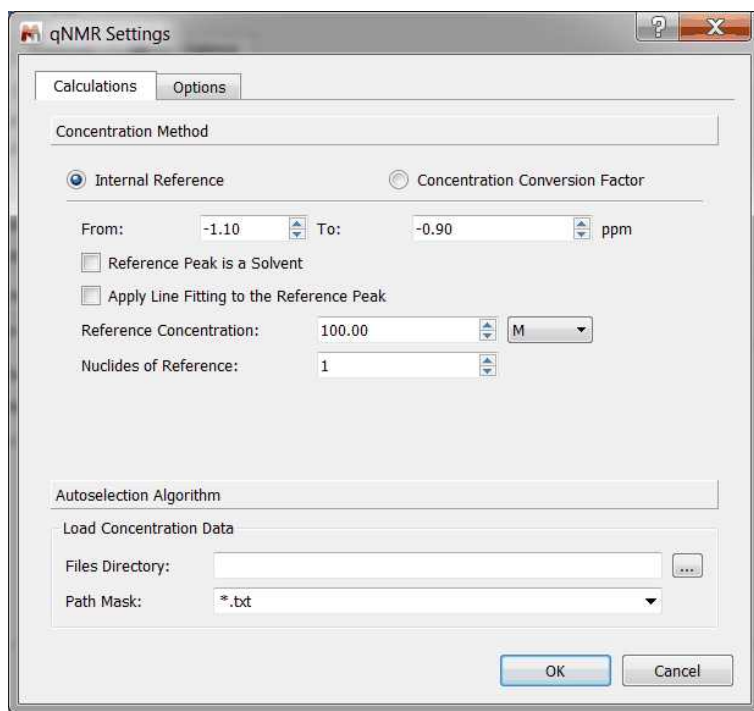 qNMR Settings
Calculations Options
Concentration Method
Internal Reference Concentration Conversion Factor
From: -1.10 To: -0.90 ppm
Reference Peak is a Solvent
Apply Line Fitting to the Reference Peak
Reference Concentration: 100.00 M
Nuclides of Reference: 1
Autoselection Algorithm
Load Concentration Data
Files Directory: ...
Path Mask: *.txt
OK Cancel